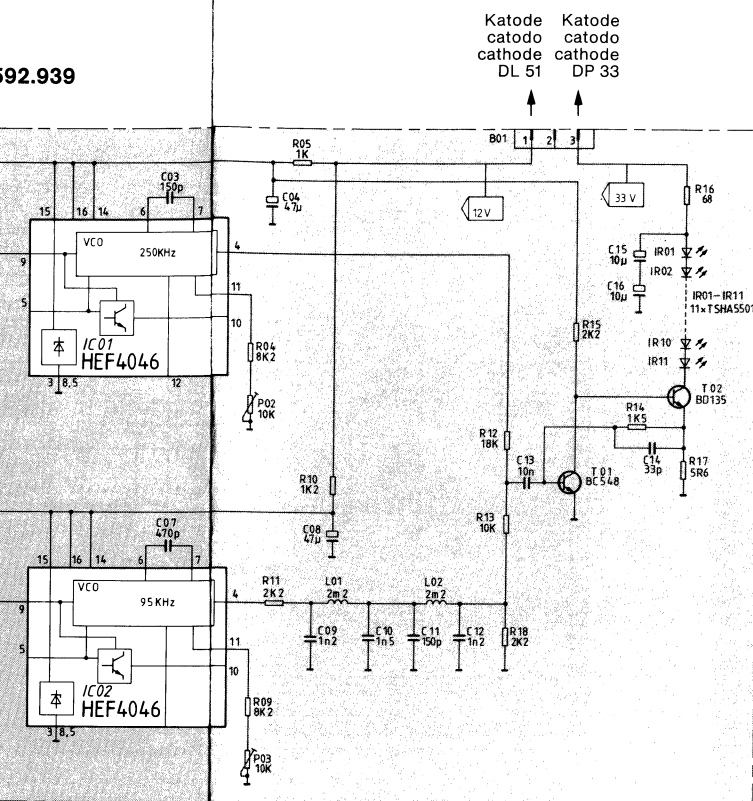 Katode Katode
catodo catodo
cathode cathode
DL 51 DP 33
592.939
B01 1 2 3
R05
1K
C03
150p
C04
47µ
12V
33 V
R16
68
15 16 14 6 7
VCO
250KHz
4
9
11
5
10
IC01
HEF4046
3 8,5 12
R04
8K2
P02
10K
C15
10µ
C16
10µ
IR01
IR02
IR01-IR11
11xTSHA5501
IR10
IR11
R15
2K2
T02
BD135
R14
1K5
C14
33p
R17
5R6
R12
18K
C13
10n
T01
BC548
R10
1K2
R13
10K
C08
47µ
C07
470p
15 16 14 6 7
VCO
95KHz
4
9
11
5
10
IC02
HEF4046
3 8,5
R11
2K2
L01
2m2
L02
2m2
C09
1n2
C10
1n5
C11
150p
C12
1n2
R18
2K2
R09
8K2
P03
10K